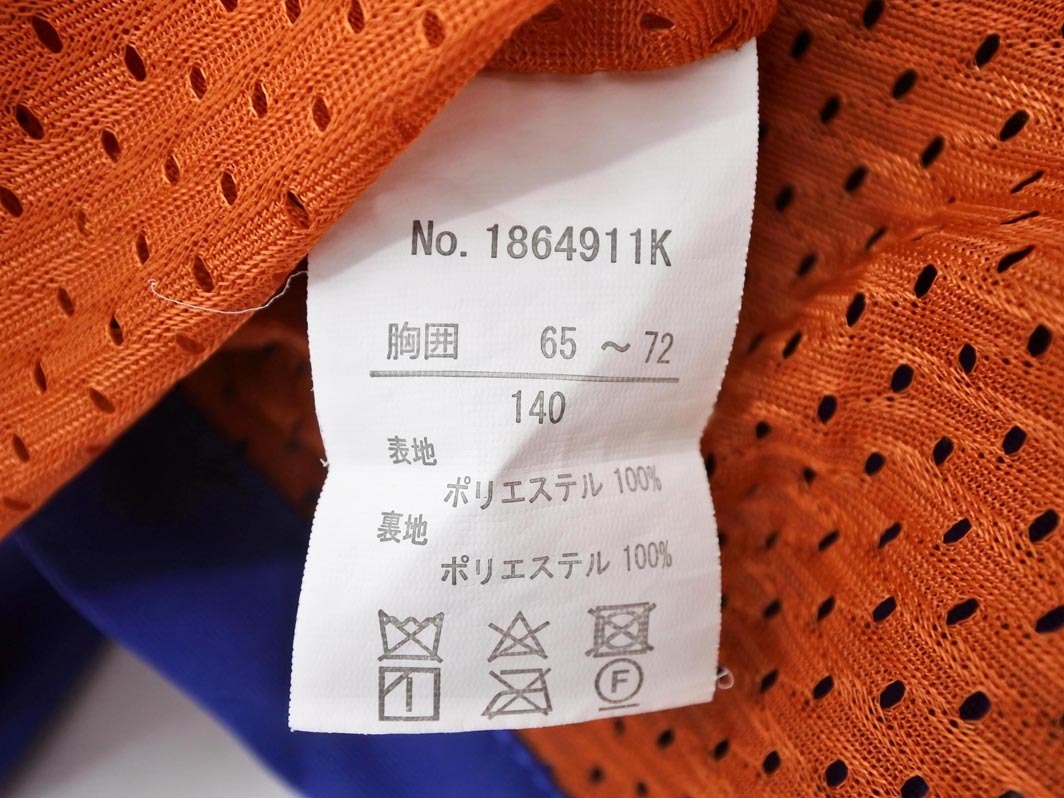 No. 1864911K
胸囲 65 ～ 72
140
表地
ポリエステル 100%
裏地
ポリエステル 100%
F